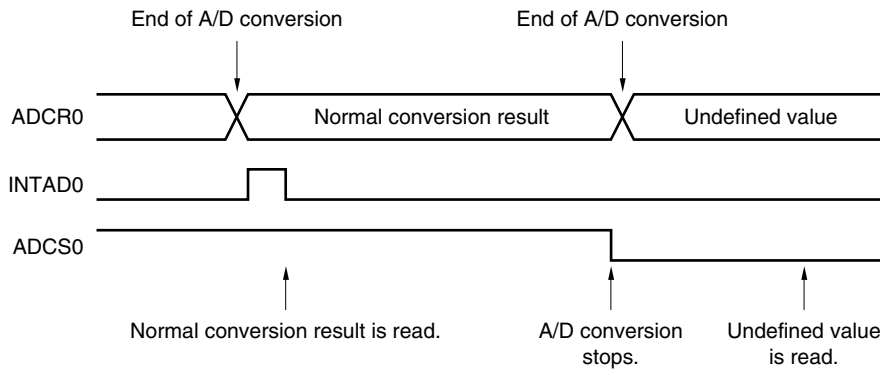 End of A/D conversion
End of A/D conversion
ADCR0
Normal conversion result
Undefined value
INTAD0
ADCS0
Normal conversion result is read.
A/D conversion
stops.
Undefined value
is read.